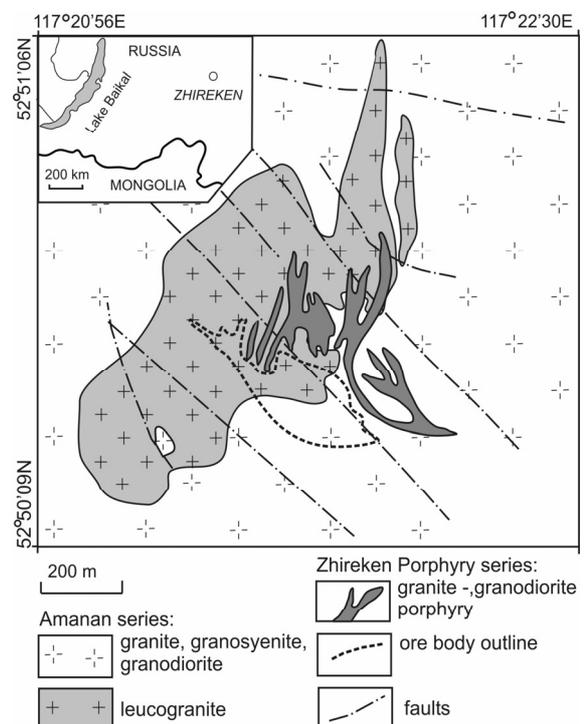 117°20'56E
117°22'30E
52°51'06N
RUSSIA
ZHIREKEN
Lake Baikal
200 km
MONGOLIA
52°50'09N
200 m
Amanan series:
granite, granosyenite,
granodiorite
leucogranite
Zhireken Porphyry series:
granite -,granodiorite
porphyry
ore body outline
faults